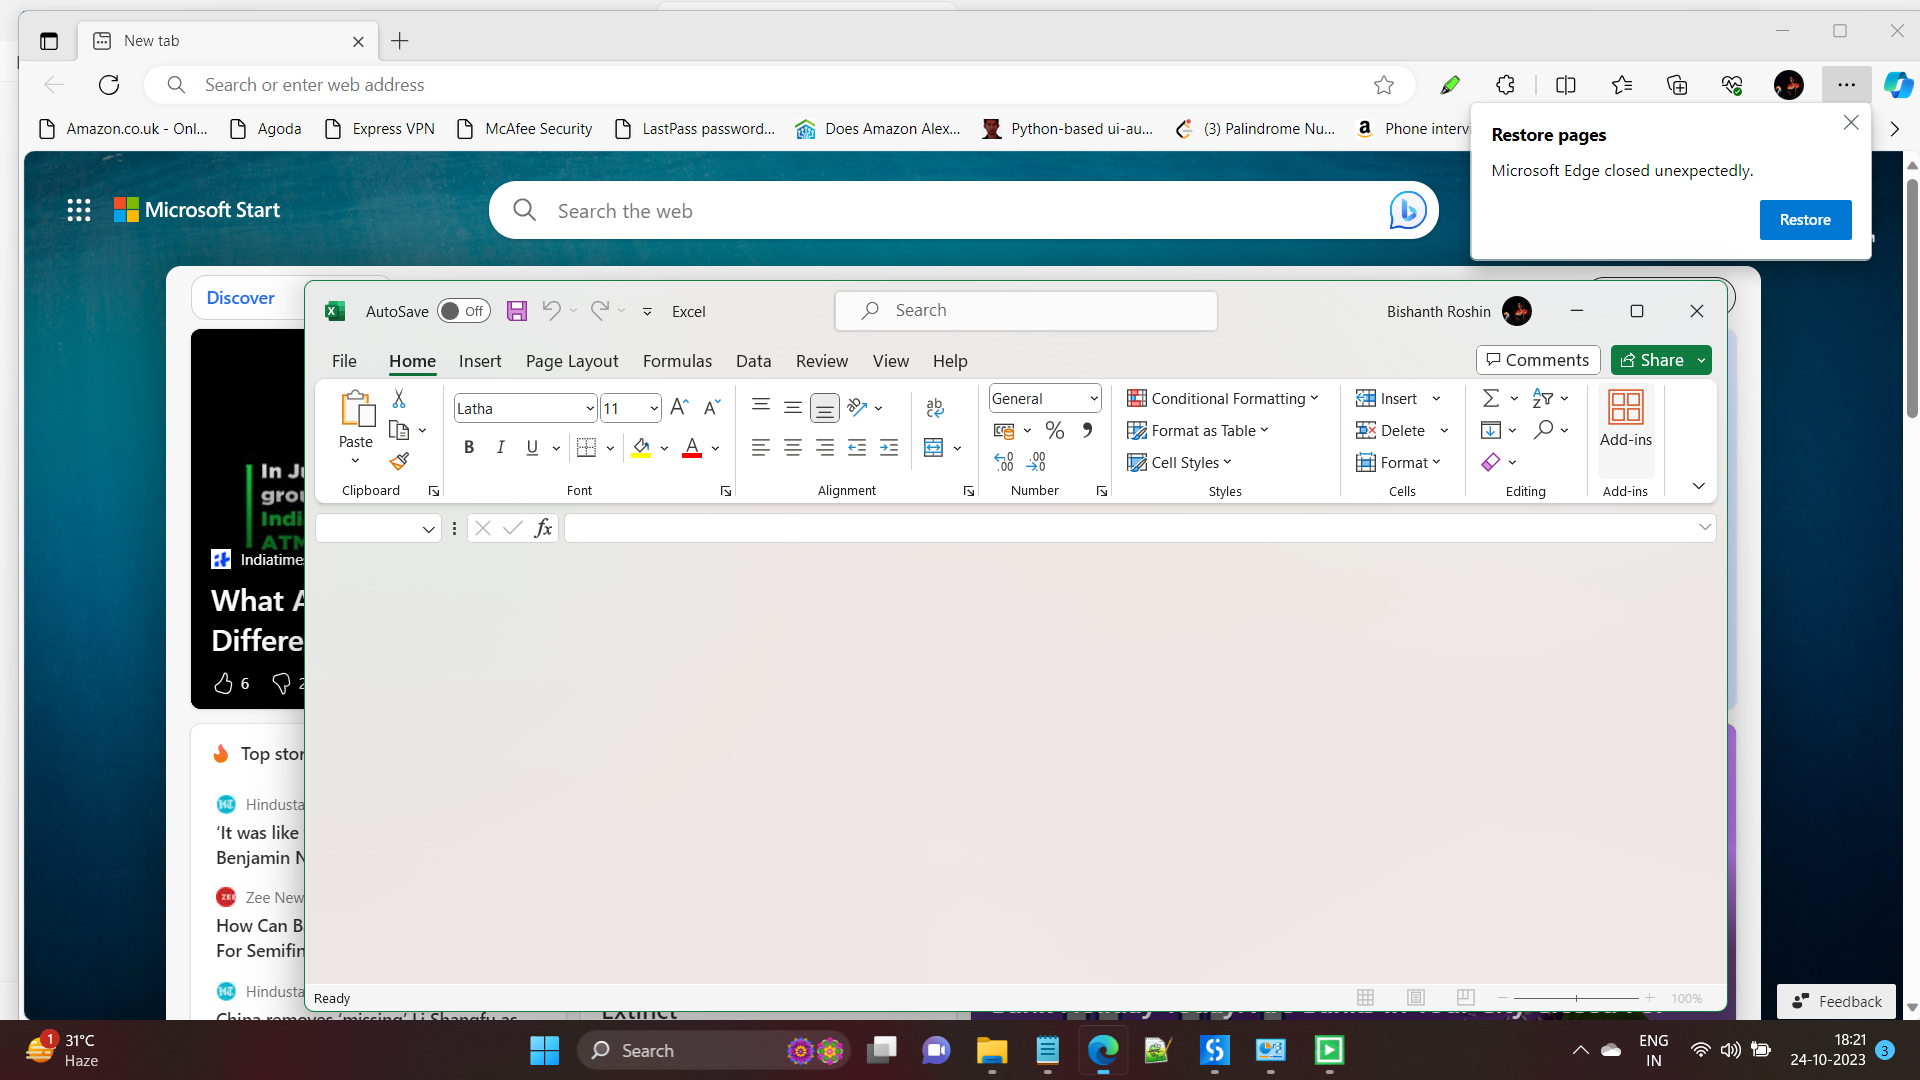 New tab
Search or enter web address
Amazon.co.uk - Onl...
Agoda
Express VPN
McAfee Security
LastPass password...
Does Amazon Alex...
Python-based ui-au...
(3) Palindrome Nu...
Phone intervi
Restore pages
Microsoft Edge closed unexpectedly.
Restore
Microsoft Start
Search the web
Discover
AutoSave
Off
Excel
Search
Bishanth Roshin
File
Home
Insert
Page Layout
Formulas
Data
Review
View
Help
Comments
Share
Paste
Clipboard
Latha
11
B
I
U
A
Font
ab
Alignment
General
%
Number
Conditional Formatting
Format as Table
Cell Styles
Styles
Insert
Delete
Format
Cells
Editing
Add-ins
Add-ins
fx
In Ju
grou
Indi
ATM
Indiatime
What A
Differe
6
2
Top stor
Hindusta
'It was like
Benjamin N
Zee New
How Can B
For Semifin
Hindusta
China removes 'missing' Li Shangfu as
Extinct
Ready
100%
Feedback
1
31°C
Haze
Search
ENG
IN
18:21
24-10-2023
3